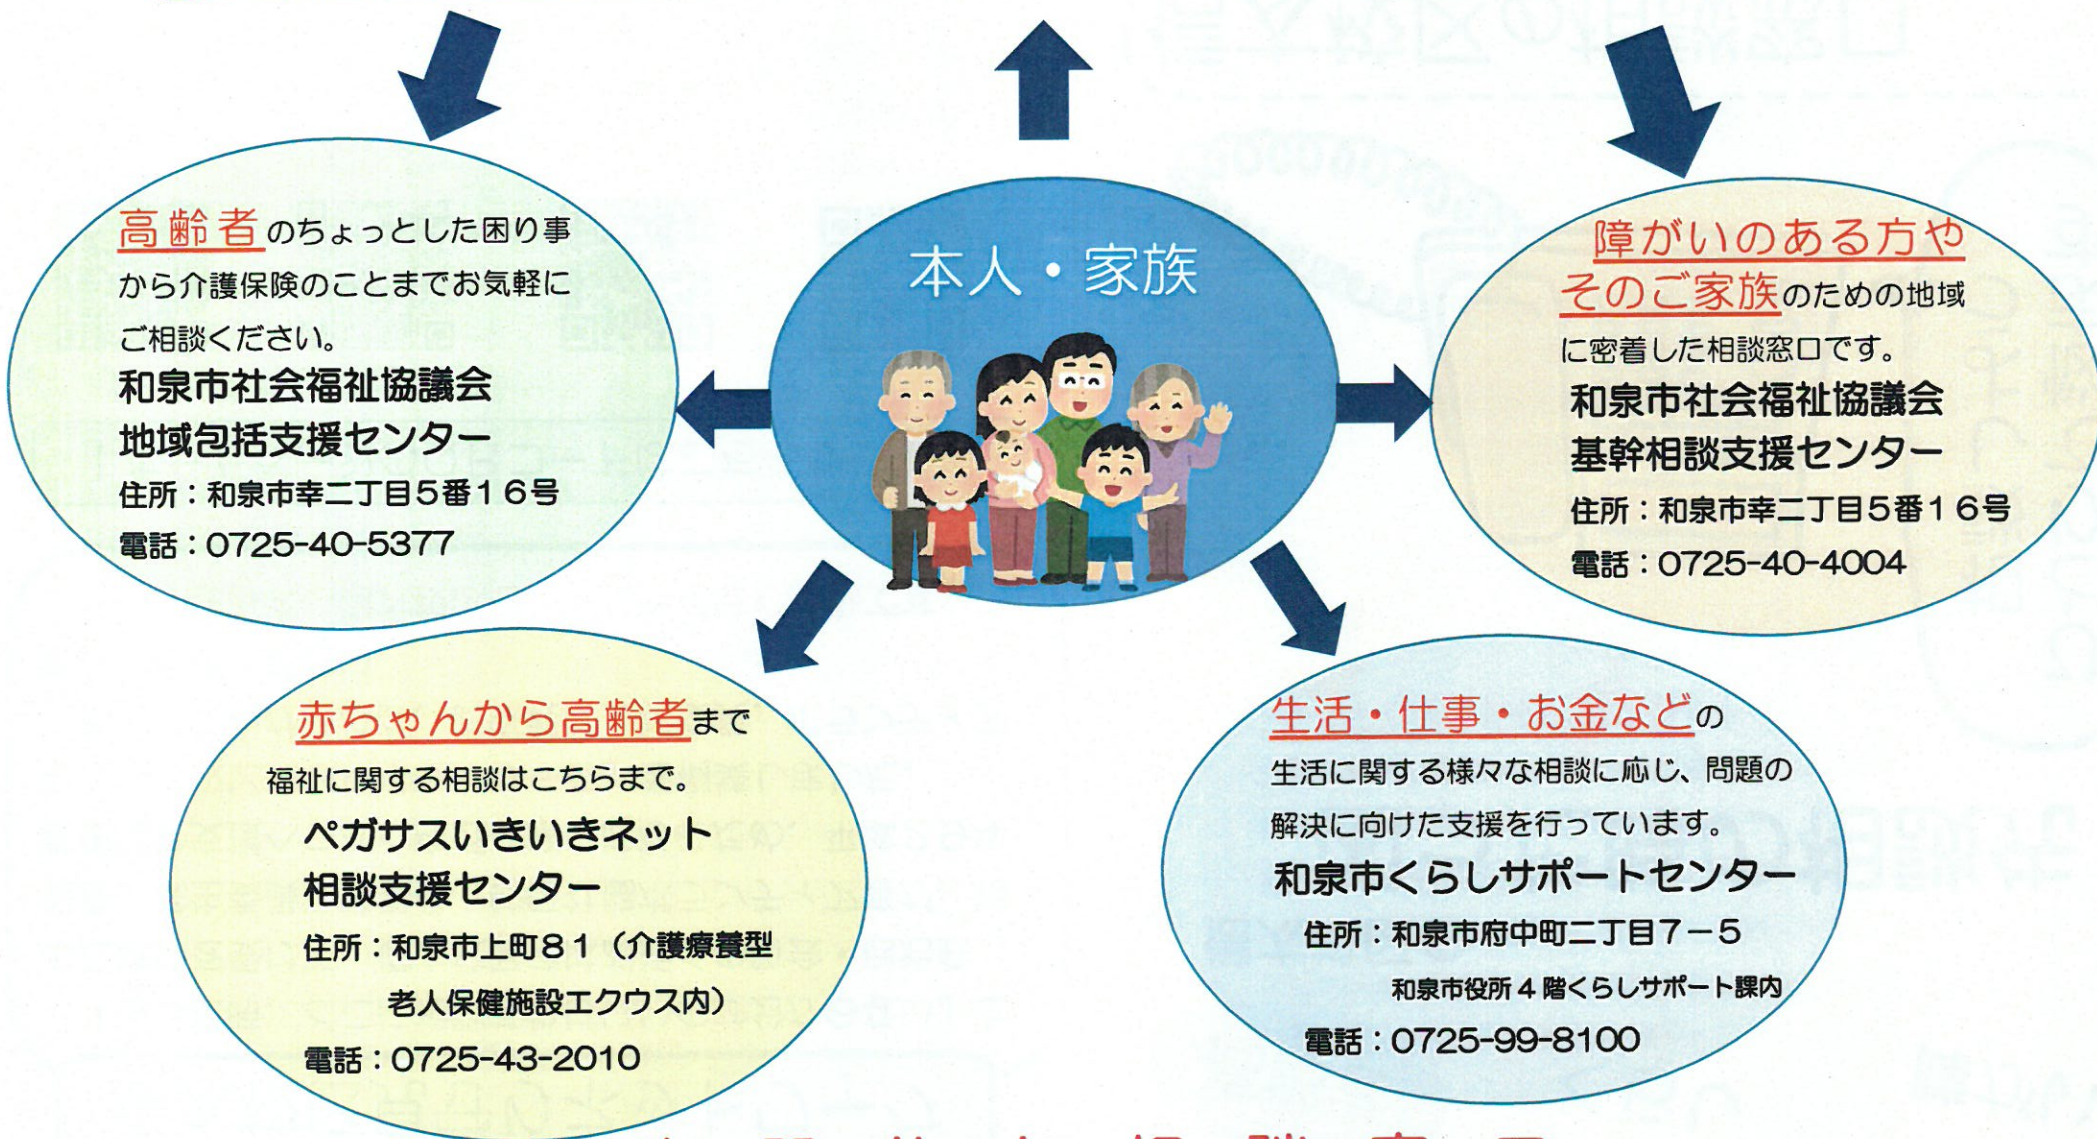 本人・家族
高齢者のちょっとした困り事
から介護保険のことまでお気軽に
ご相談ください。
和泉市社会福祉協議会
地域包括支援センター
住所：和泉市幸二丁目5番16号
電話：0725-40-5377
障がいのある方や
そのご家族のための地域
に密着した相談窓口です。
和泉市社会福祉協議会
基幹相談支援センター
住所：和泉市幸二丁目5番16号
電話：0725-40-4004
赤ちゃんから高齢者まで
福祉に関する相談はこちらまで。
ペガサスいきいきネット
相談支援センター
住所：和泉市上町81（介護療養型
老人保健施設エクウス内）
電話：0725-43-2010
生活・仕事・お金などの
生活に関する様々な相談に応じ、問題の
解決に向けた支援を行っています。
和泉市くらしサポートセンター
住所：和泉市府中町二丁目7－5
和泉市役所4階くらしサポート課内
電話：0725-99-8100